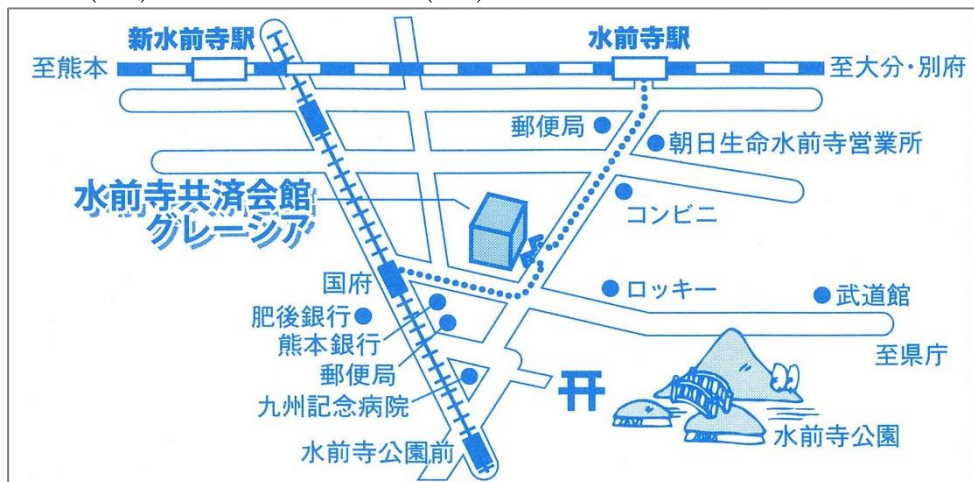 新水前寺駅
水前寺駅
至熊本
至大分・別府
郵便局
朝日生命水前寺営業所
水前寺共済会館
グレーシア
コンビニ
国府
ロッキー
武道館
肥後銀行
熊本銀行
至県庁
郵便局
九州記念病院
水前寺公園前
水前寺公園